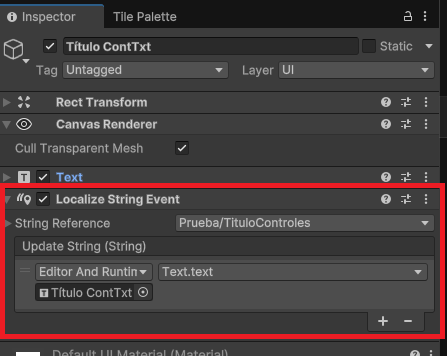 Inspector
Tile Palette
Título ContTxt
Static
Tag Untagged Layer UI
Rect Transform
Canvas Renderer
Cull Transparent Mesh
T Text
Localize String Event
String Reference Prueba/TituloControles
Update String (String)
Editor And Runtin Text.text
T Título ContTxt
+ −
Default UI Material (Material)